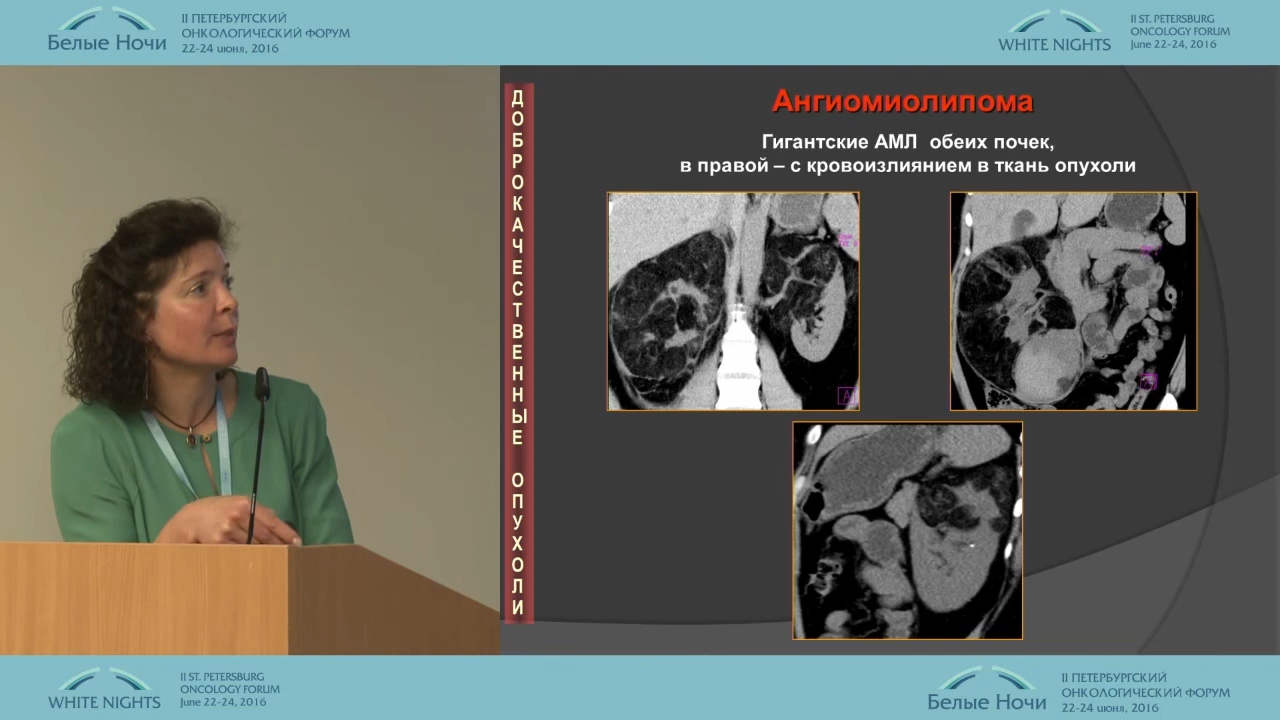 Белые Ночи
II ПЕТЕРБУРГСКИЙ
ОНКОЛОГИЧЕСКИЙ ФОРУМ
22-24 июня, 2016
WHITE NIGHTS
II ST. PETERSBURG
ONCOLOGY FORUM
June 22-24, 2016
ДОБРОКАЧЕСТВЕННЫЕ ОПУХОЛИ
Ангиомиолипома
Гигантские АМЛ обеих почек,
в правой – с кровоизлиянием в ткань опухоли
A
WHITE NIGHTS
II ST. PETERSBURG
ONCOLOGY FORUM
June 22-24, 2016
Белые Ночи
II ПЕТЕРБУРГСКИЙ
ОНКОЛОГИЧЕСКИЙ ФОРУМ
22-24 июня, 2016